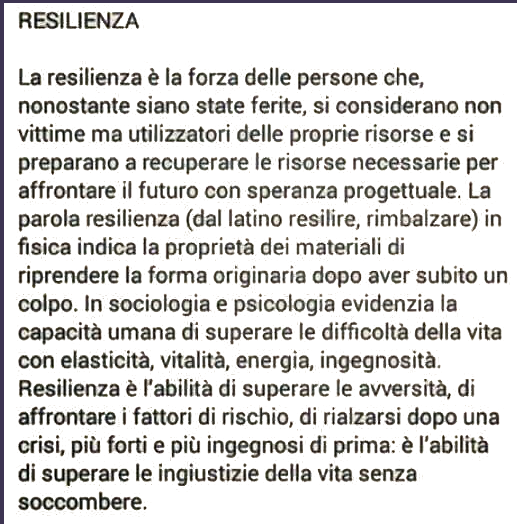 RESILIENZA
La resilienza è la forza delle persone che,
nonostante siano state ferite, si considerano non
vittime ma utilizzatori delle proprie risorse e si
preparano a recuperare le risorse necessarie per
affrontare il futuro con speranza progettuale. La
parola resilienza (dal latino resilire, rimbalzare) in
fisica indica la proprietà dei materiali di
riprendere la forma originaria dopo aver subito un
colpo. In sociologia e psicologia evidenzia la
capacità umana di superare le difficoltà della vita
con elasticità, vitalità, energia, ingegnosità.
Resilienza è l'abilità di superare le avversità, di
affrontare i fattori di rischio, di rialzarsi dopo una
crisi, più forti e più ingegnosi di prima: è l'abilità
di superare le ingiustizie della vita senza
soccombere.